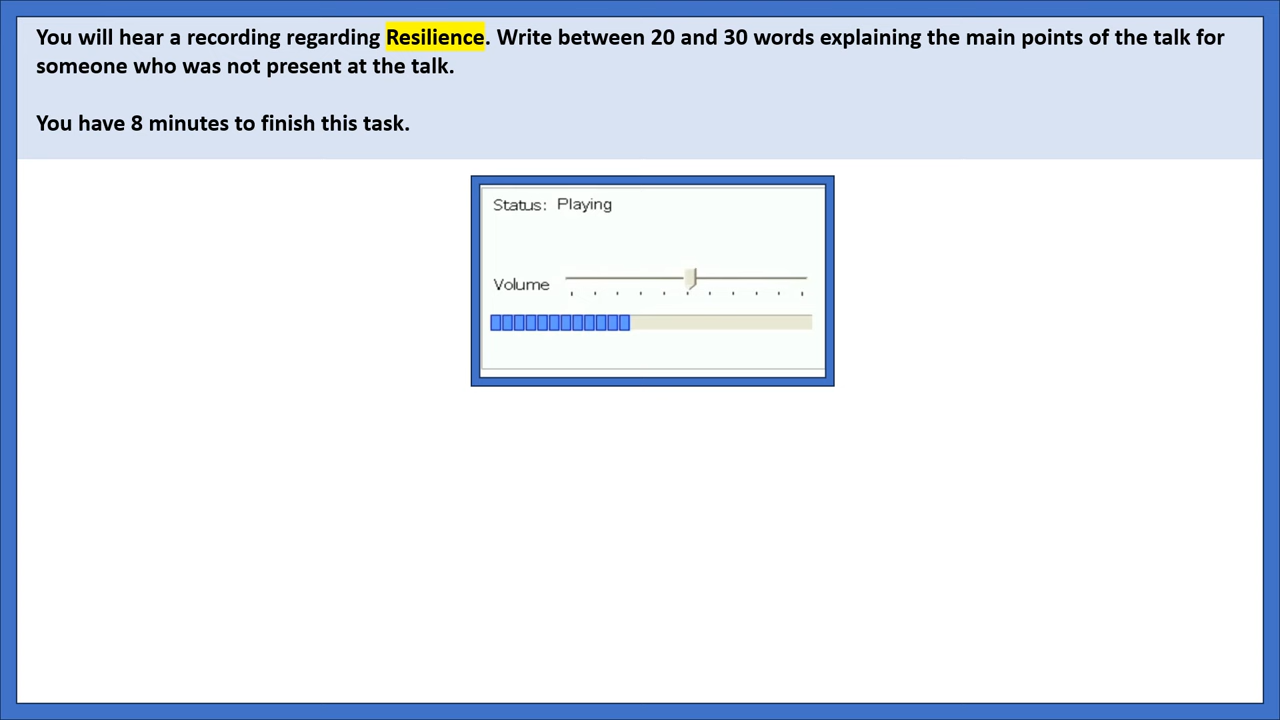 You will hear a recording regarding Resilience. Write between 20 and 30 words explaining the main points of the talk for
someone who was not present at the talk.
You have 8 minutes to finish this task.
Status: Playing
Volume